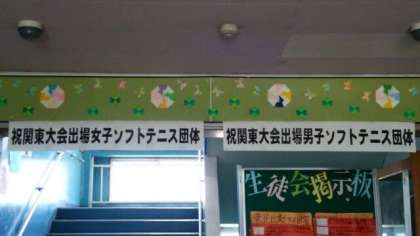 祝関東大会出場女子ソフトテニス団体
祝関東大会出場男子ソフトテニス団体
生徒会掲示板